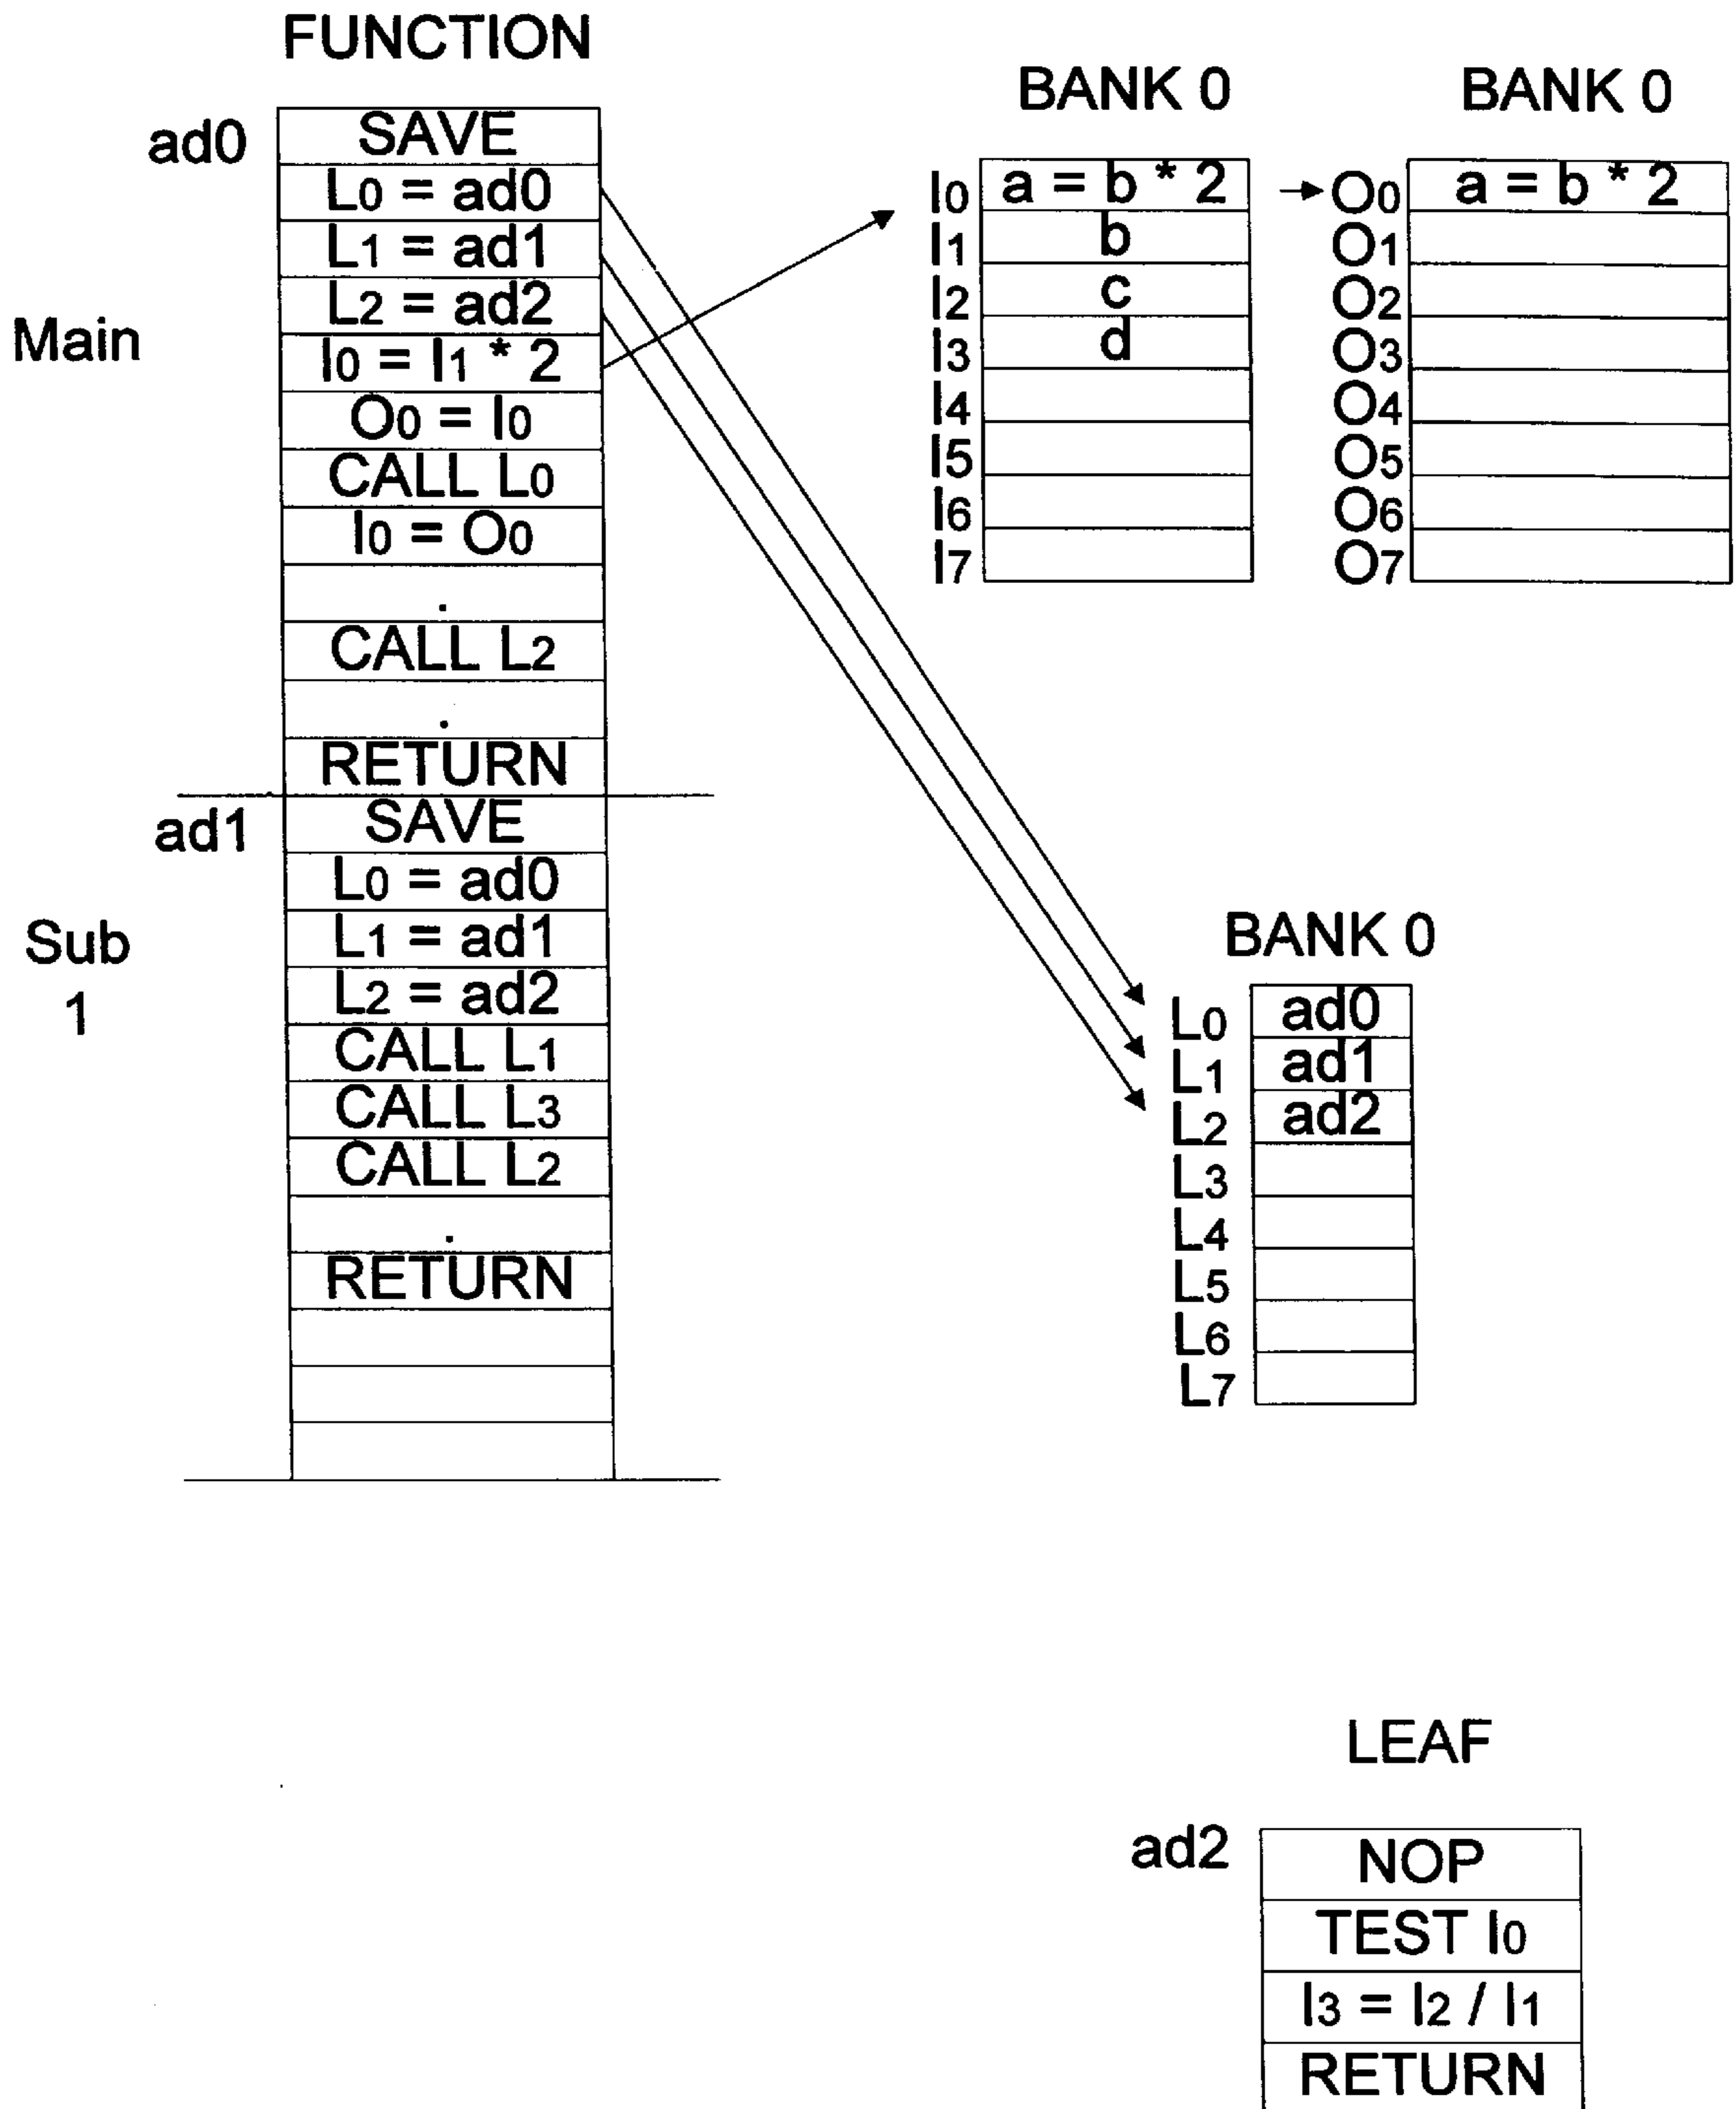 FUNCTION
ad0
SAVE
L0 = ad0
L1 = ad1
L2 = ad2
Main
I0 = I1 * 2
O0 = I0
CALL L0
I0 = O0
.
CALL L2
.
RETURN
ad1
SAVE
L0 = ad0
L1 = ad1
Sub
1
L2 = ad2
CALL L1
CALL L3
CALL L2
.
RETURN
BANK 0
I0 a = b * 2
I1 b
I2 c
I3 d
I4
I5
I6
I7
BANK 0
O0 a = b * 2
O1
O2
O3
O4
O5
O6
O7
BANK 0
L0 ad0
L1 ad1
L2 ad2
L3
L4
L5
L6
L7
LEAF
ad2
NOP
TEST I0
I3 = I2 / I1
RETURN